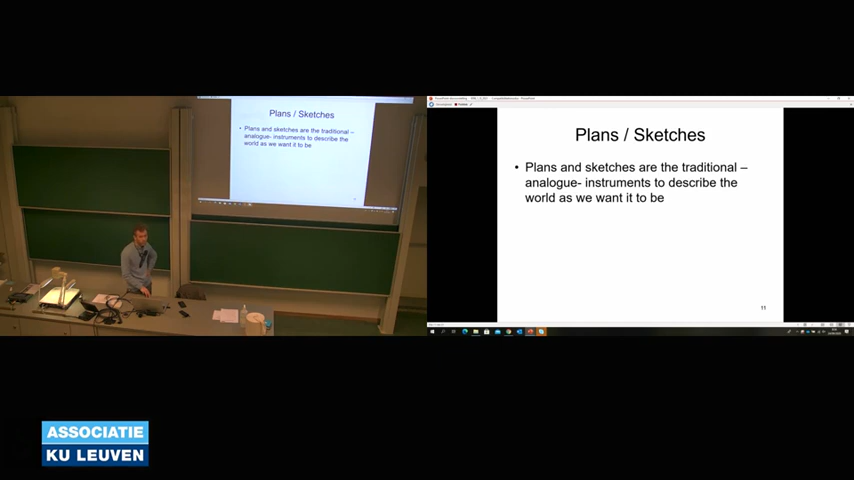 Plans / Sketches
• Plans and sketches are the traditional –
analogue- instruments to describe the
world as we want it to be
Plans / Sketches
• Plans and sketches are the traditional –
analogue- instruments to describe the
world as we want it to be
11
ASSOCIATIE
KU LEUVEN